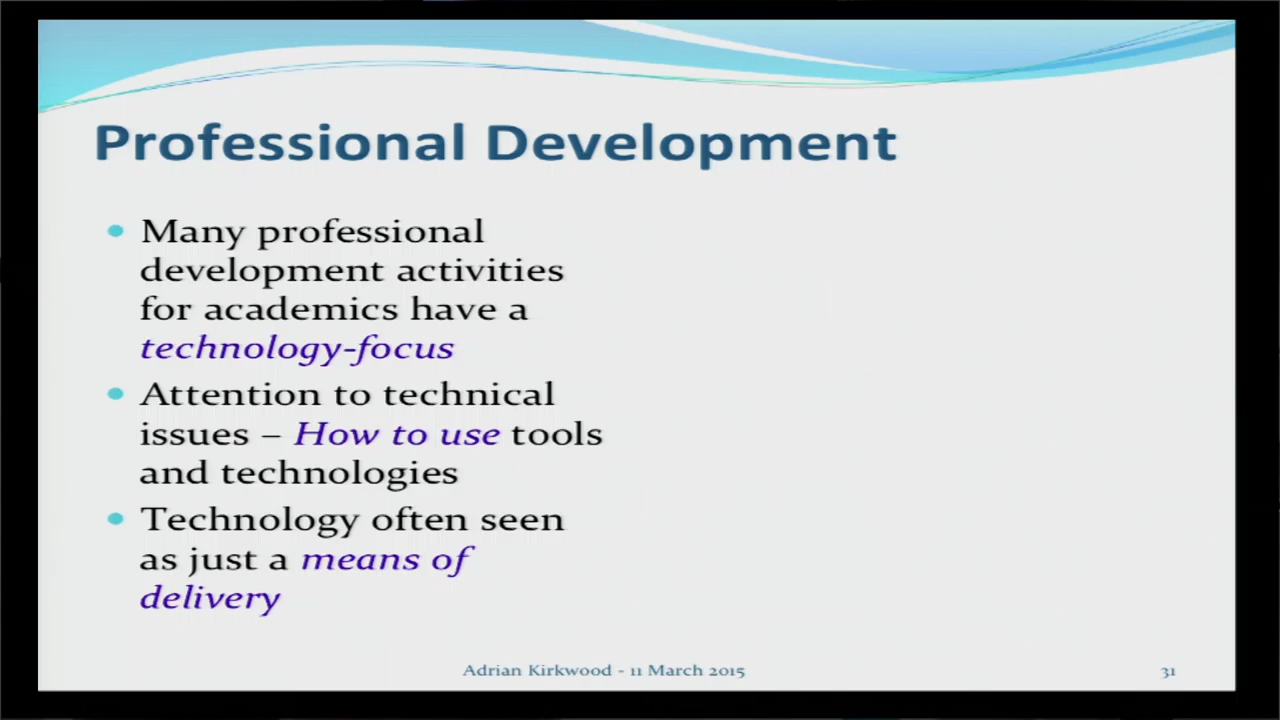 Professional Development
Many professional
development activities
for academics have a
technology-focus
Attention to technical
issues – How to use tools
and technologies
Technology often seen
as just a means of
delivery
Adrian Kirkwood - 11 March 2015
31